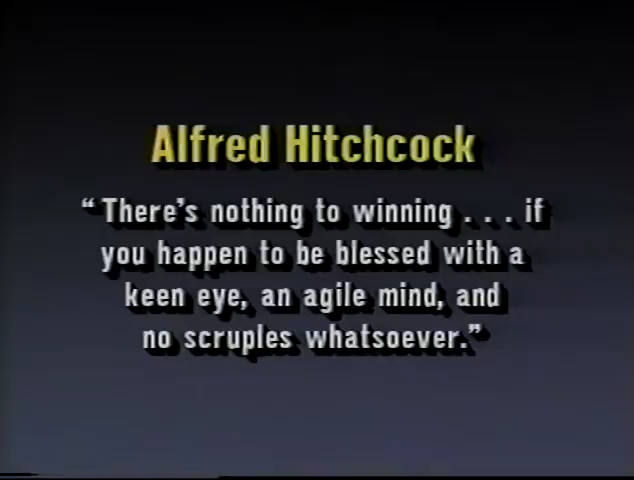 Alfred Hitchcock
“There's nothing to winning . . . if
you happen to be blessed with a
keen eye, an agile mind, and
no scruples whatsoever.”